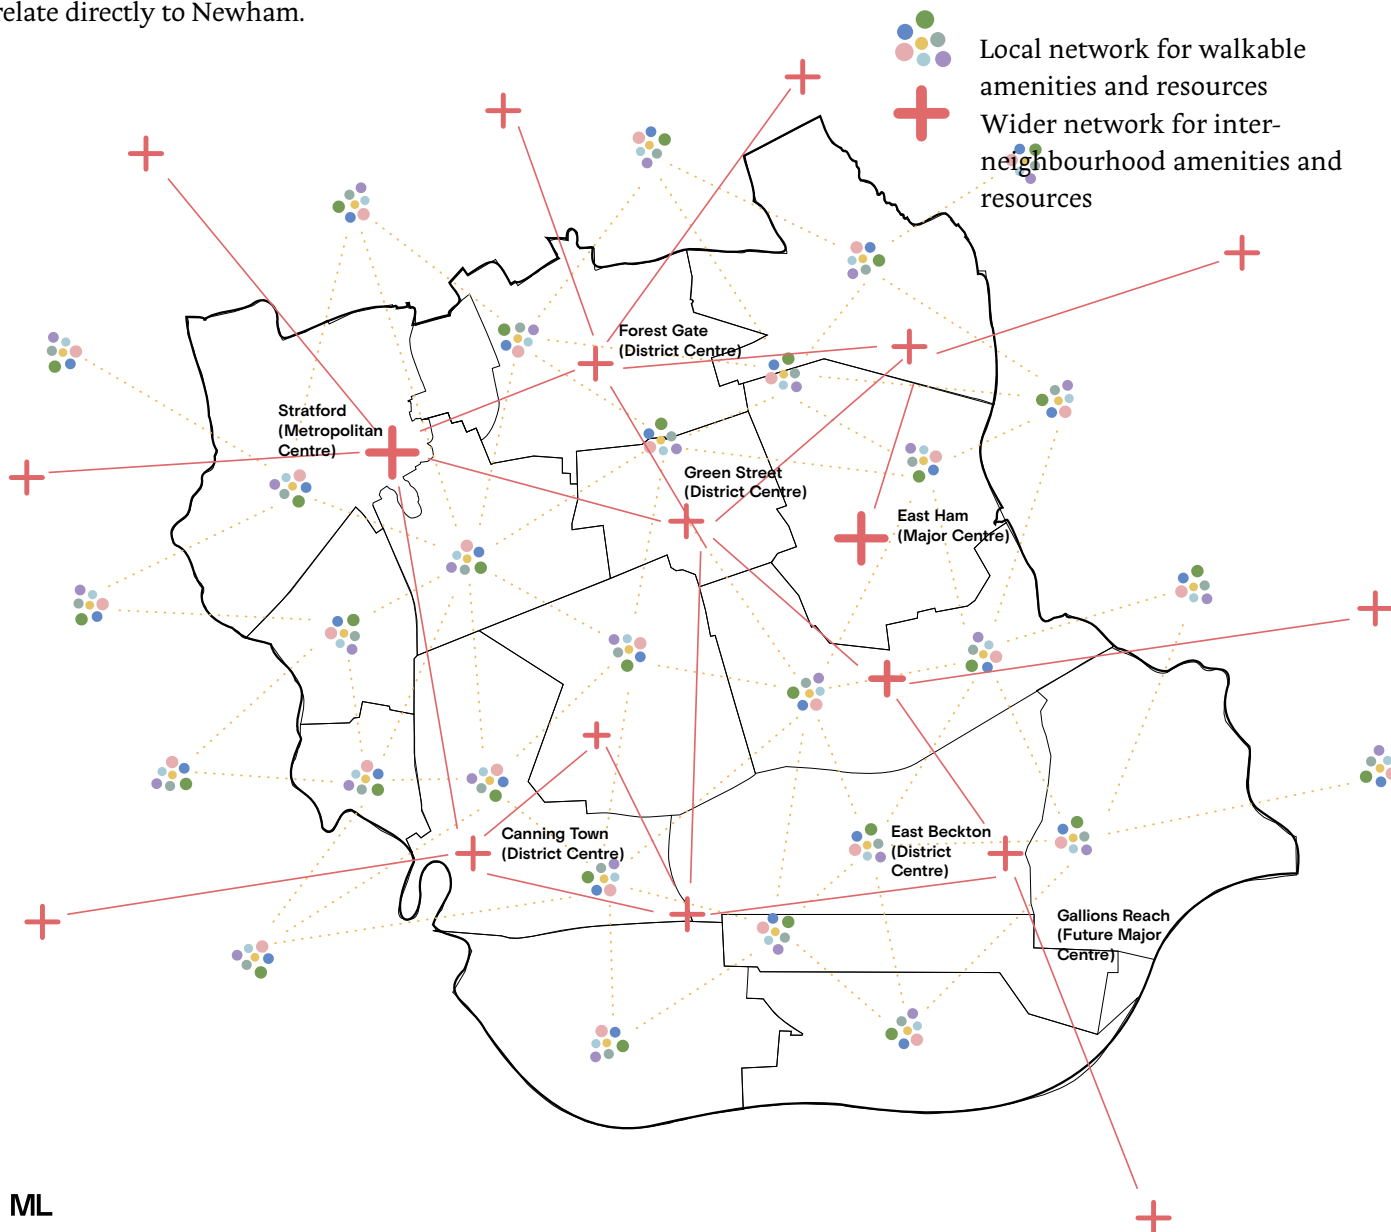 relate directly to Newham.
Local network for walkable
amenities and resources
Wider network for inter-
neighbourhood amenities and
resources
Forest Gate
(District Centre)
Stratford
(Metropolitan
Centre)
Green Street
(District Centre)
East Ham
(Major Centre)
Canning Town
(District Centre)
East Beckton
(District
Centre)
Gallions Reach
(Future Major
Centre)
ML